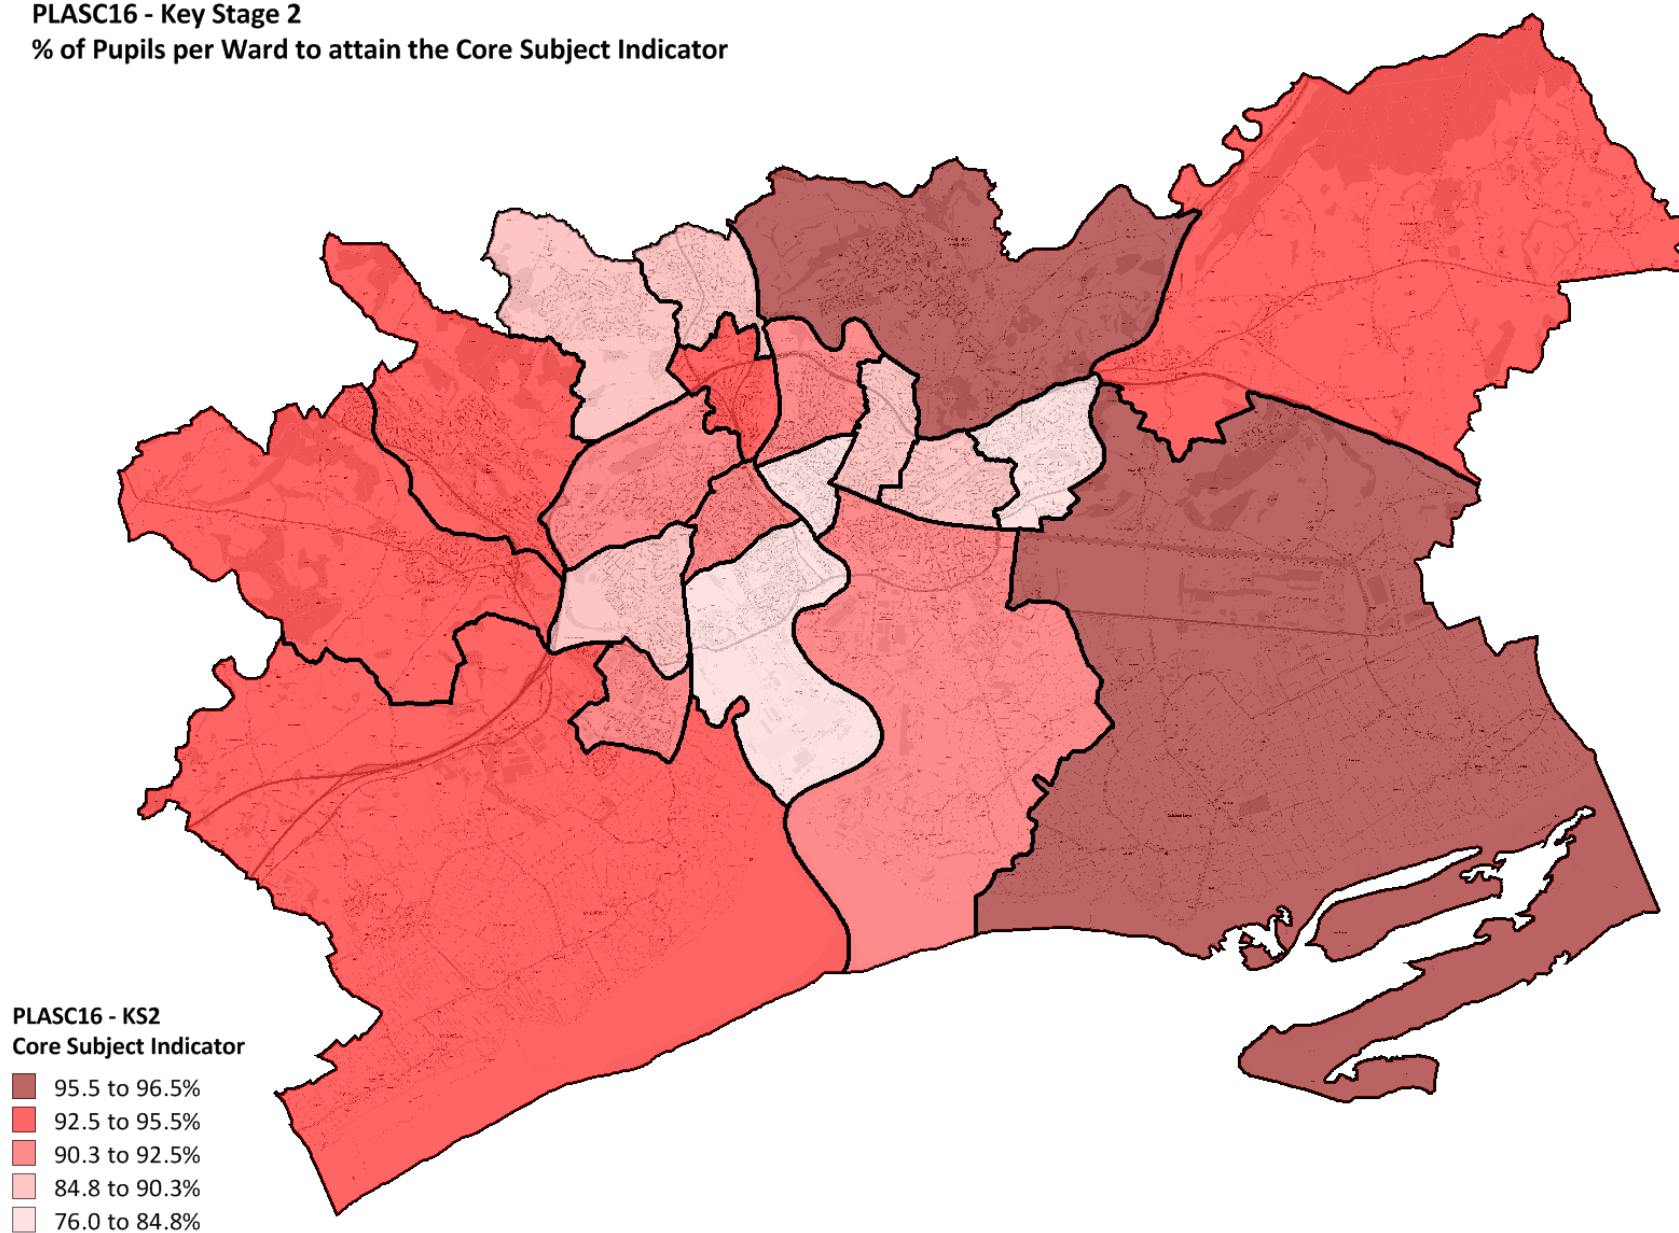 PLASC16 - Key Stage 2
% of Pupils per Ward to attain the Core Subject Indicator
PLASC16 - KS2
Core Subject Indicator
95.5 to 96.5%
92.5 to 95.5%
90.3 to 92.5%
84.8 to 90.3%
76.0 to 84.8%